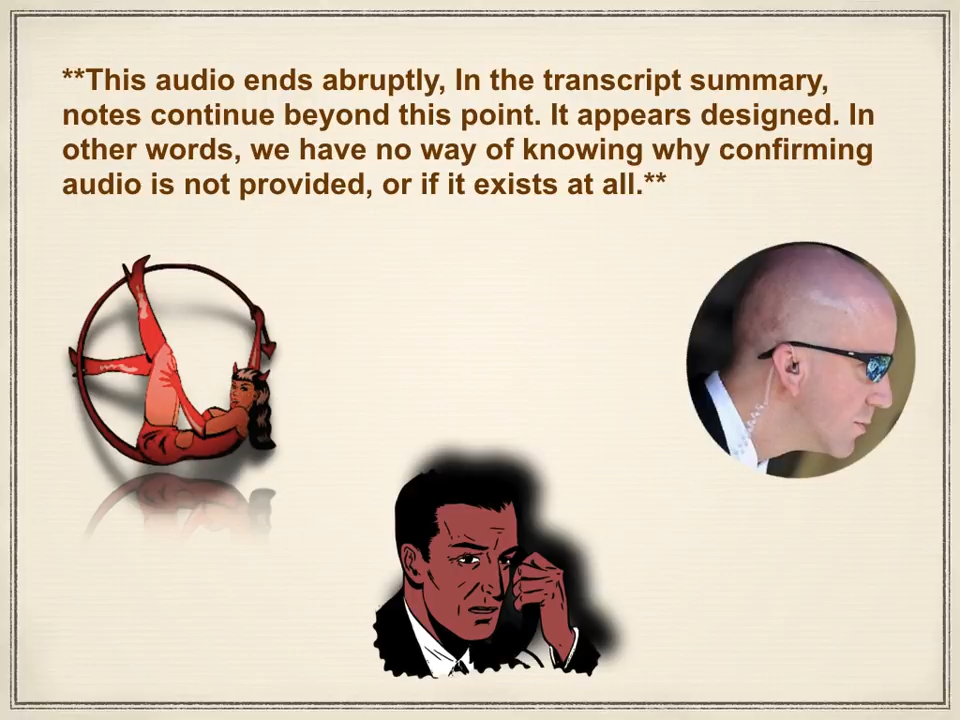 **This audio ends abruptly, In the transcript summary,
notes continue beyond this point. It appears designed. In
other words, we have no way of knowing why confirming
audio is not provided, or if it exists at all.**